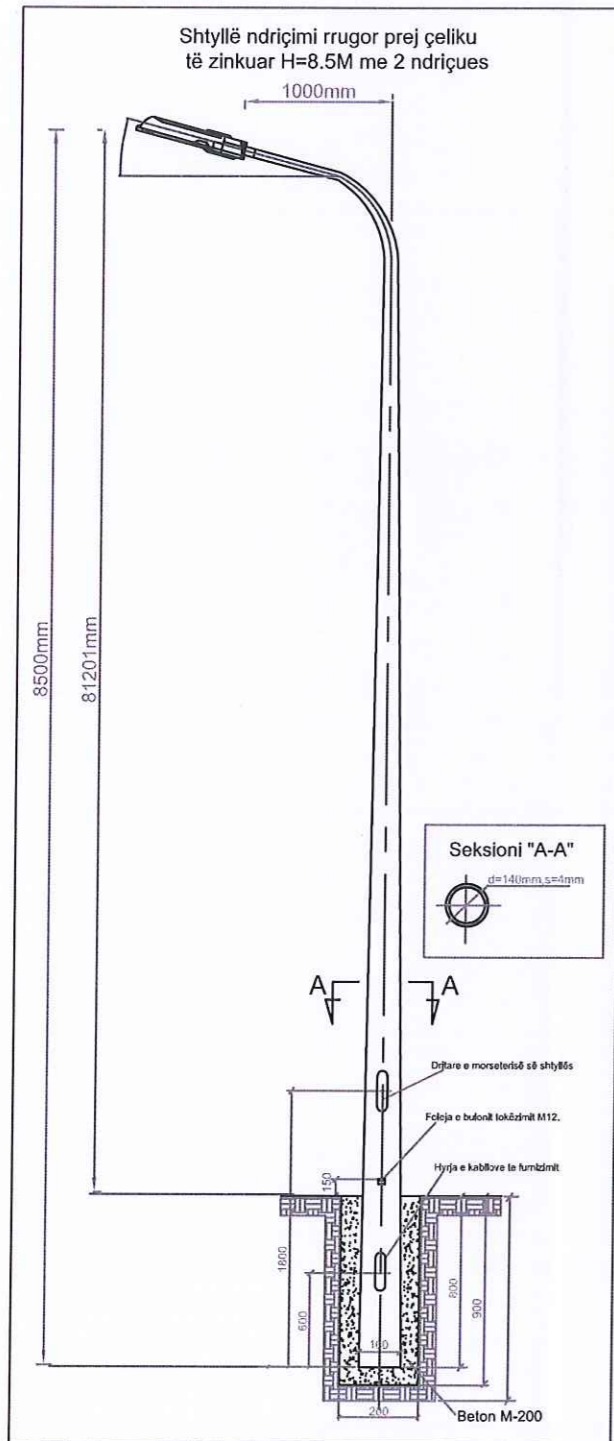 Shtyllë ndriçimi rrugor prej çeliku
të zinkuar H=8.5M me 2 ndriçues
1000mm
8500mm
81201mm
Seksioni "A-A"
d=140mm,s=4mm
A
A
Dritare e morseterisë së shtyllës
Foleja e bulonit tokëzimit M12.
Hyrja e kabllove te furnizimit
150
1800
600
800
900
160
200
Beton M-200